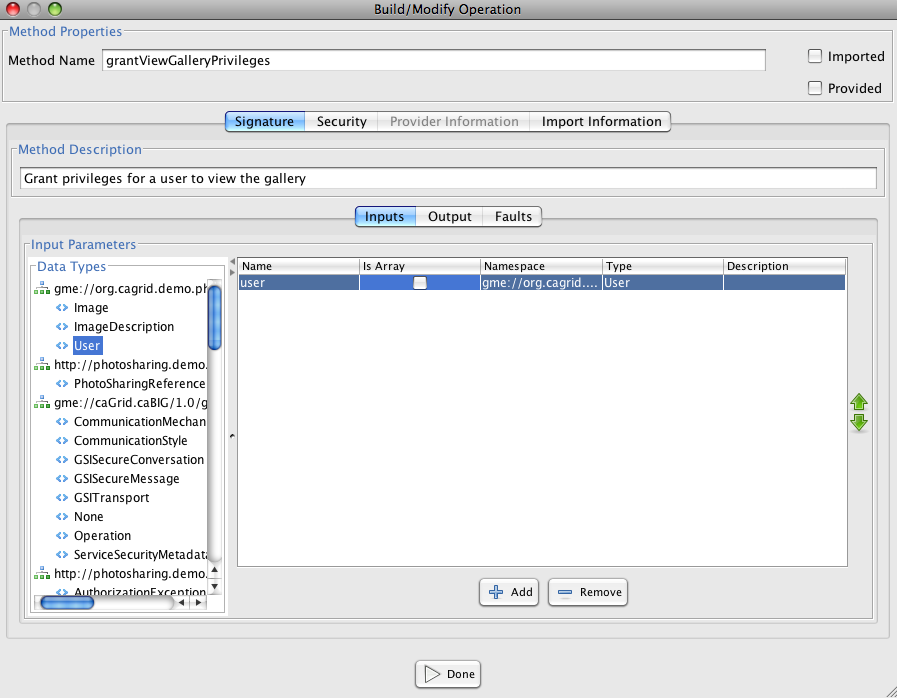 Build/Modify Operation
Method Properties
Method Name grantViewGalleryPrivileges
Imported
Provided
Signature Security Provider Information Import Information
Method Description
Grant privileges for a user to view the gallery
Inputs Output Faults
Input Parameters
Data Types
gme://org.cagrid.demo.ph
Image
ImageDescription
User
http://photosharing.demo.
PhotoSharingReference
gme://caGrid.caBIG/1.0/g
CommunicationMechan
CommunicationStyle
GSISecureConversation
GSISecureMessage
GSITransport
None
Operation
ServiceSecurityMetadata
http://photosharing.demo.
AuthorizationException
Name Is Array Namespace Type Description
user gme://org.cagrid.... User
Add Remove
Done